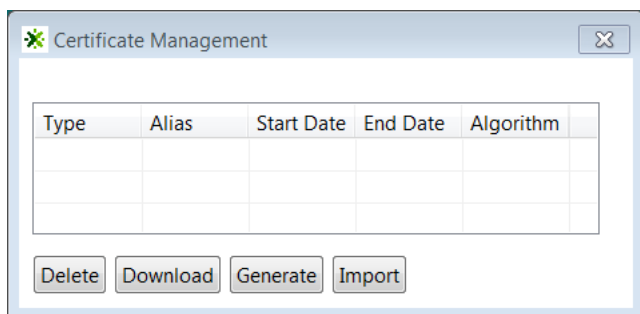 Certificate Management
Type Alias Start Date End Date Algorithm
Delete Download Generate Import